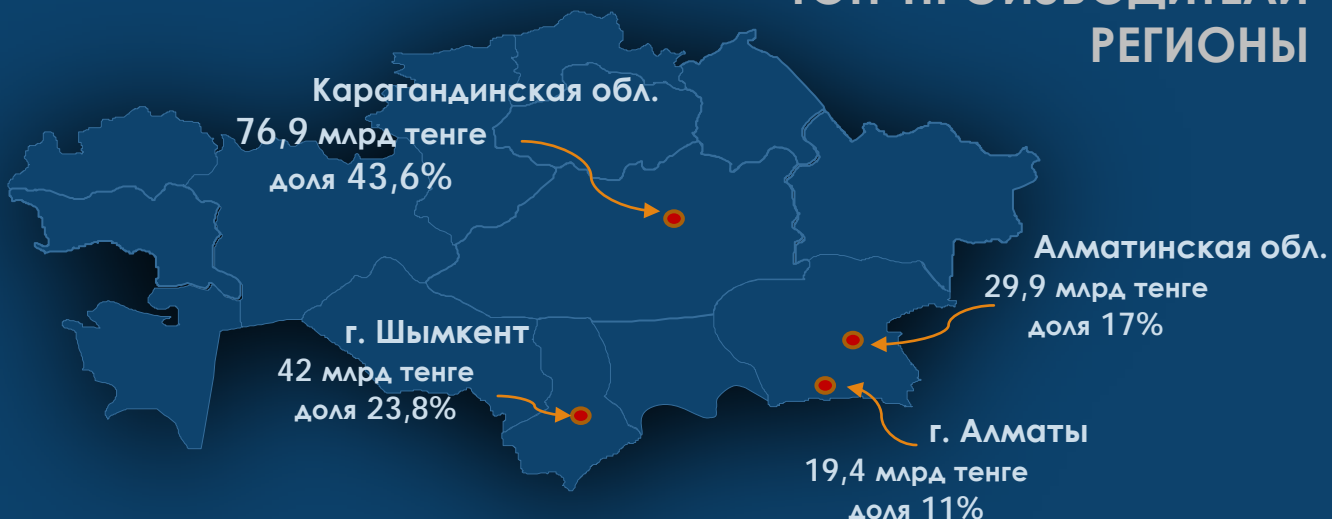 РЕГИОНЫ
Карагандинская обл.
76,9 млрд тенге
доля 43,6%
Алматинская обл.
29,9 млрд тенге
доля 17%
г. Шымкент
42 млрд тенге
доля 23,8%
г. Алматы
19,4 млрд тенге
доля 11%